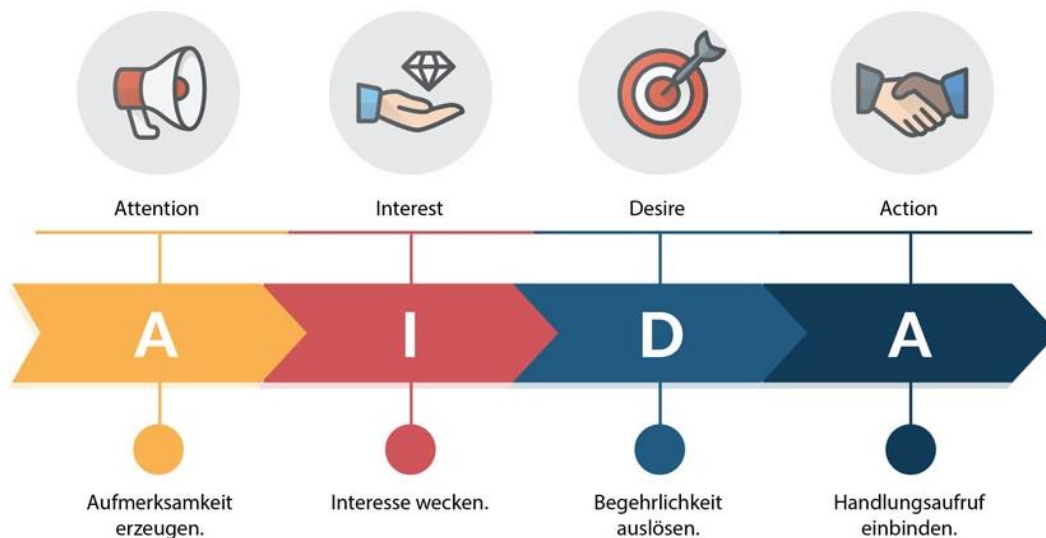 Attention
Interest
Desire
Action
A
I
D
A
Aufmerksamkeit
erzeugen.
Interesse wecken.
Begehrlichkeit
auslösen.
Handlungsaufruf
einbinden.